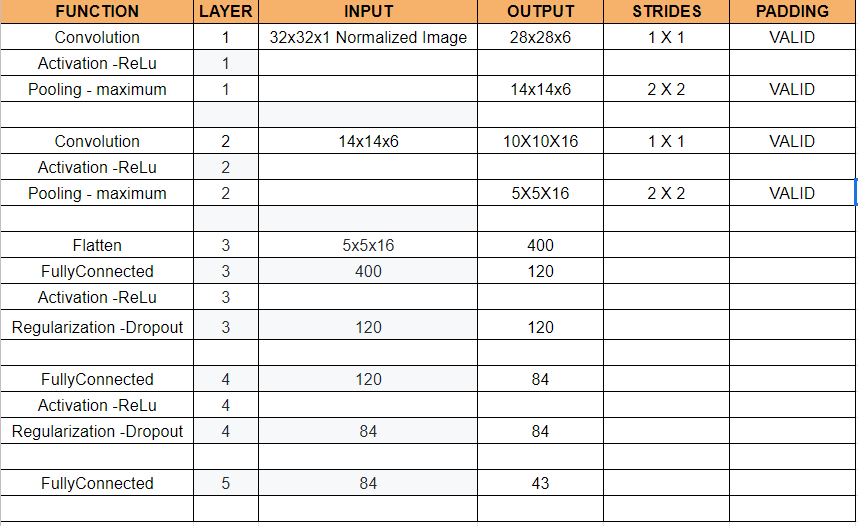 FUNCTION LAYER INPUT OUTPUT STRIDES PADDING
Convolution 1 32x32x1 Normalized Image 28x28x6 1 X 1 VALID
Activation -ReLu 1
Pooling - maximum 1 14x14x6 2 X 2 VALID
Convolution 2 14x14x6 10X10X16 1 X 1 VALID
Activation -ReLu 2
Pooling - maximum 2 5X5X16 2 X 2 VALID
Flatten 3 5x5x16 400
FullyConnected 3 400 120
Activation -ReLu 3
Regularization -Dropout 3 120 120
FullyConnected 4 120 84
Activation -ReLu 4
Regularization -Dropout 4 84 84
FullyConnected 5 84 43